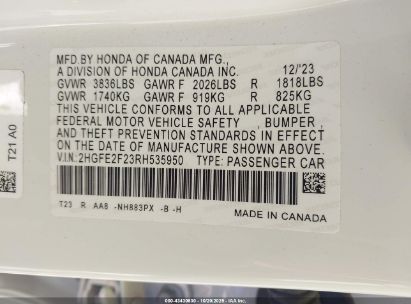 MFD.BY HONDA OF CANADA MFG.,
A DIVISION OF HONDA CANADA INC. 12/'23
GVWR 3836LBS GAWR F 2026LBS R 1818LBS
GVWR 1740KG GAWR F 919KG R 825KG
THIS VEHICLE CONFORMS TO ALL APPLICABLE
FEDERAL MOTOR VEHICLE SAFETY , BUMPER ,
AND THEFT PREVENTION STANDARDS IN EFFECT ON
THE DATE OF MANUFACTURE SHOWN ABOVE.
V.I.N:2HGFE2F23RH535950 TYPE: PASSENGER CAR
T23 R AA8 -NH883PX -B -H
MADE IN CANADA
T21 A0